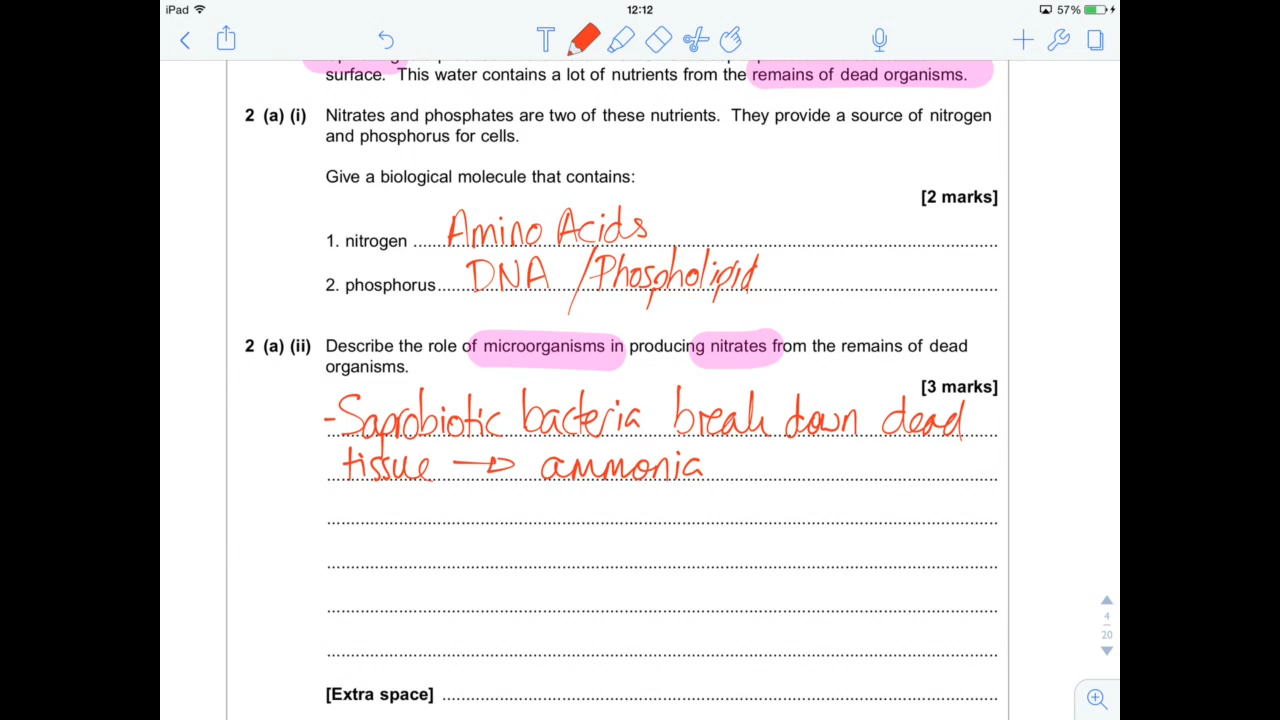 iPad
12:12
57%
surface. This water contains a lot of nutrients from the remains of dead organisms.
2 (a) (i) Nitrates and phosphates are two of these nutrients. They provide a source of nitrogen
and phosphorus for cells.
Give a biological molecule that contains:
[2 marks]
1. nitrogen Amino Acids
2. phosphorus DNA / Phospholipid
2 (a) (ii) Describe the role of microorganisms in producing nitrates from the remains of dead
organisms.
[3 marks]
- Saprobiotic bacteria break down dead
tissue → ammonia
4
20
[Extra space]